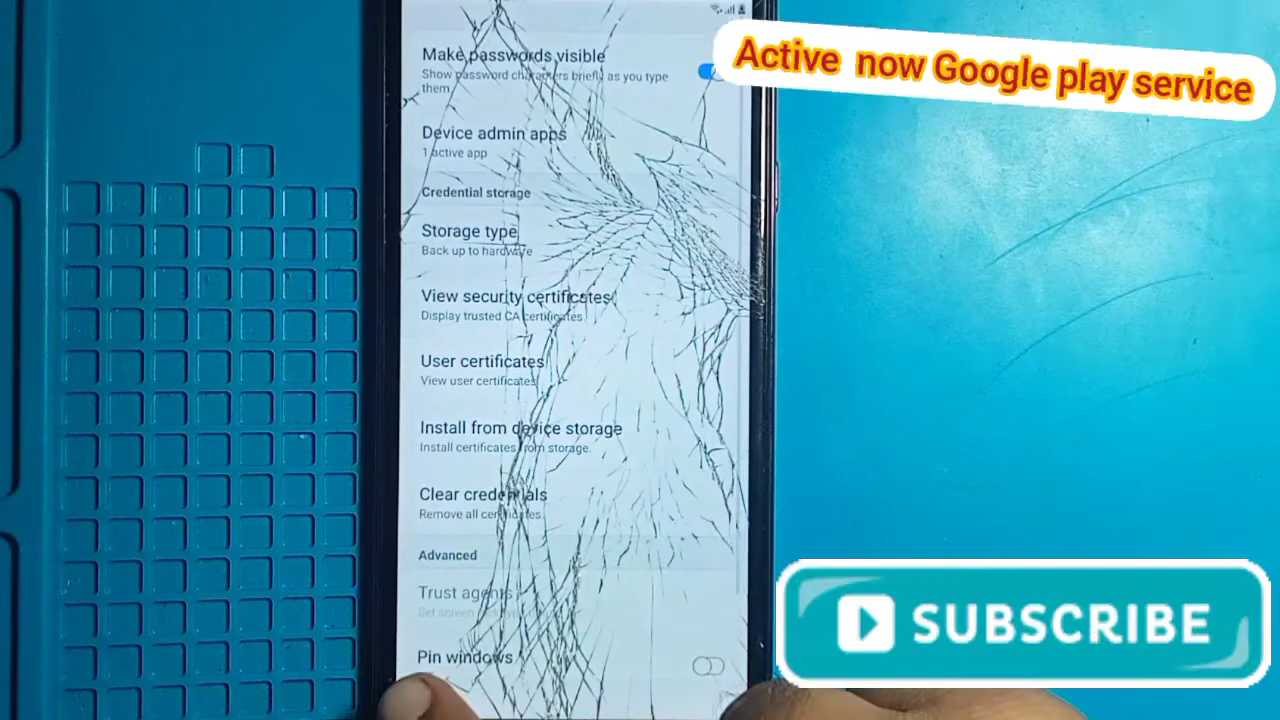 Make passwords visible
Show password characters briefly as you type
them
Active now Google play service
Device admin apps
1 active app
Credential storage
Storage type
Back up to hardware
View security certificates
Display trusted CA certificates.
User certificates
View user certificates
Install from device storage
Install certificates from storage.
Clear credentials
Remove all certificates.
Advanced
Trust agents
Pin windows
SUBSCRIBE